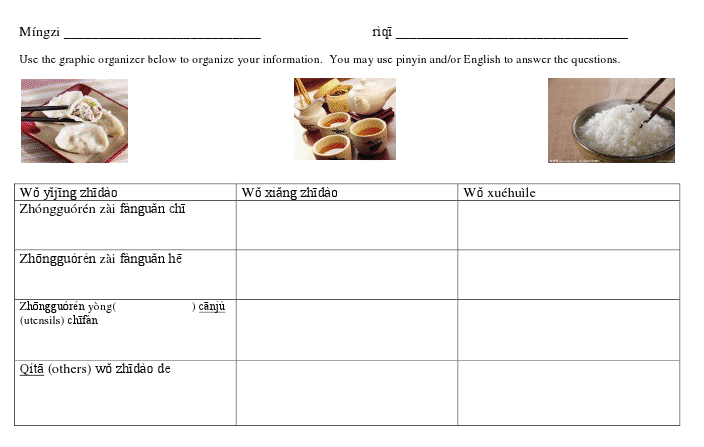 Míngzi ____________________________ rìqī _________________________________
Use the graphic organizer below to organize your information. You may use pinyin and/or English to answer the questions.
Wǒ yǐjīng zhīdào Wǒ xiǎng zhīdào Wǒ xuéhuìle
Zhóngguórén zài fànguǎn chī
Zhōngguórén zài fànguǎn hē
Zhōngguórén yòng( ) cānjù
(utensils) chīfàn
Qítā (others) wǒ zhīdào de